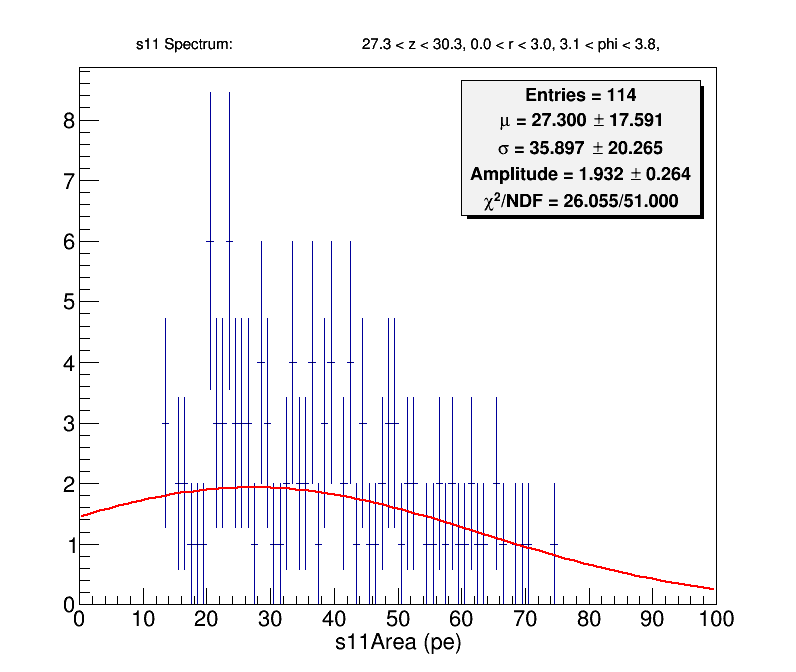 s11 Spectrum: 27.3 < z < 30.3, 0.0 < r < 3.0, 3.1 < phi < 3.8,
Entries = 114
μ = 27.300 ± 17.591
σ = 35.897 ± 20.265
Amplitude = 1.932 ± 0.264
χ²/NDF = 26.055/51.000
8
7
6
5
4
3
2
1
0
0 10 20 30 40 50 60 70 80 90 100
s11Area (pe)